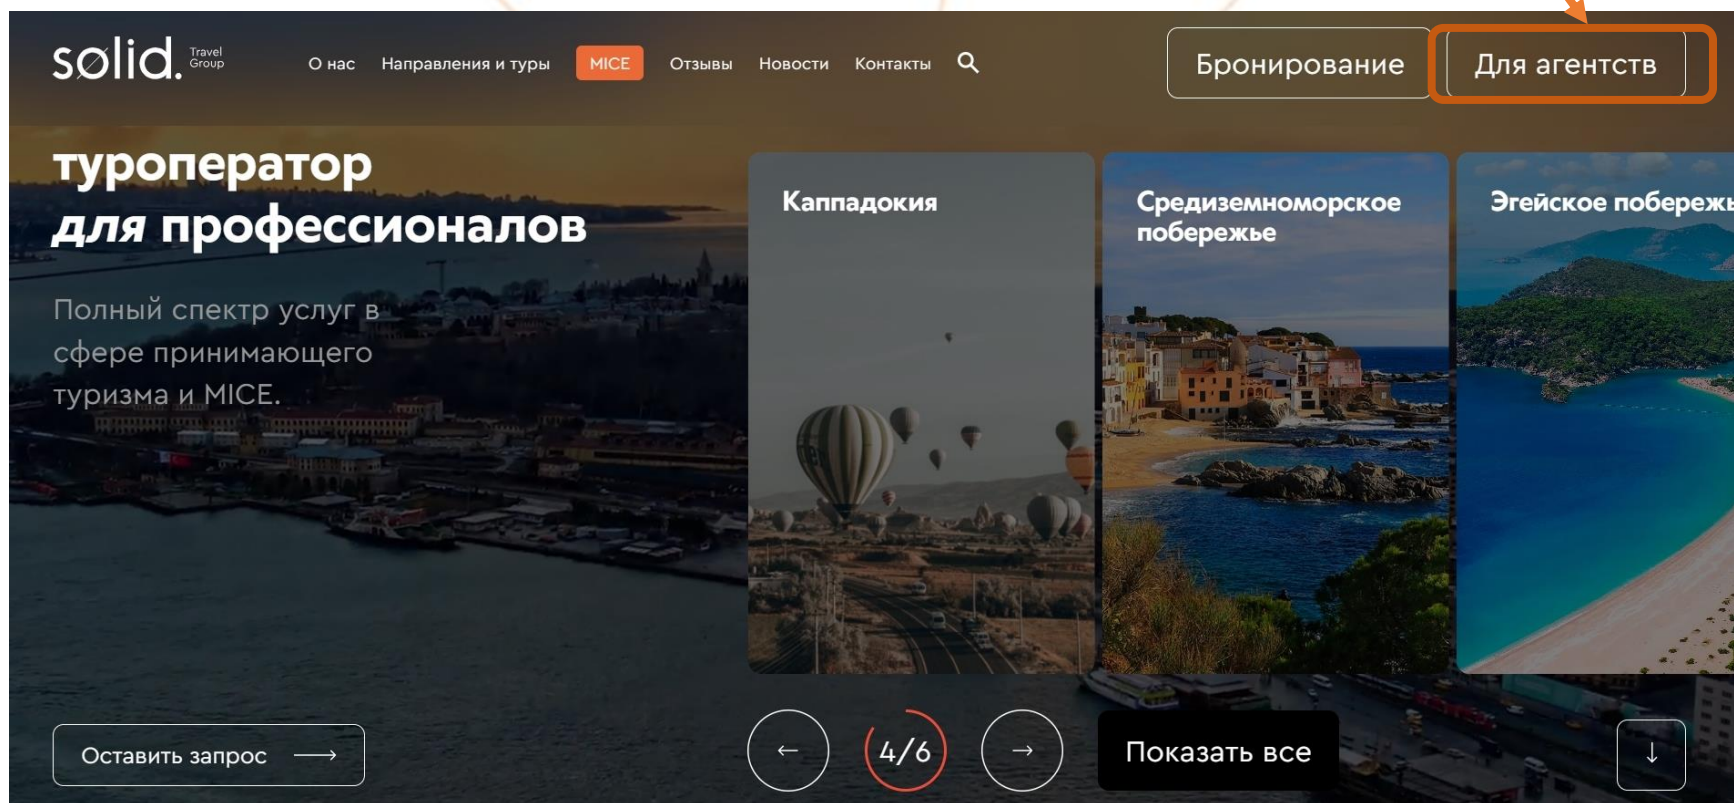 sølid. Travel Group
О нас Направления и туры MICE Отзывы Новости Контакты
Бронирование Для агентств
туроператор
для профессионалов
Полный спектр услуг в
сфере принимающего
туризма и MICE.
Каппадокия
Средиземноморское
побережье
Эгейское побережь
Оставить запрос →
← 4/6 → Показать все ↓